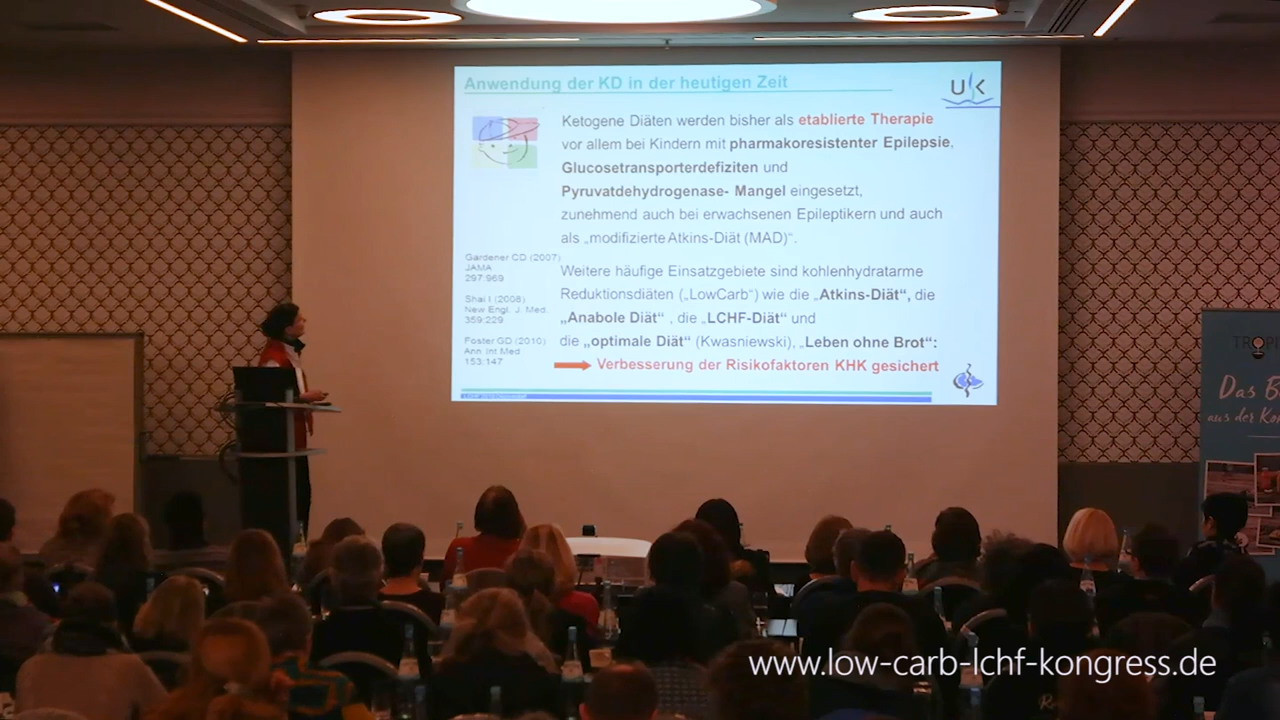 Anwendung der KD in der heutigen Zeit
UK
Ketogene Diäten werden bisher als etablierte Therapie
vor allem bei Kindern mit pharmakoresistenter Epilepsie,
Glucosetransporterdefiziten und
Pyruvatdehydrogenase- Mangel eingesetzt,
zunehmend auch bei erwachsenen Epileptikern und auch
als „modifizierte Atkins-Diät (MAD)“.
Gardener CD (2007)
JAMA
297:969
Shai I (2008)
New Engl. J. Med.
359:229
Foster GD (2010)
Ann Int Med
153:147
Weitere häufige Einsatzgebiete sind kohlenhydratarme
Reduktionsdiäten („LowCarb“) wie die „Atkins-Diät“, die
„Anabole Diät“ , die „LCHF-Diät“ und
die „optimale Diät“ (Kwasniewski), „Leben ohne Brot“:
Verbesserung der Risikofaktoren KHK gesichert
Das
aus der
www.low-carb-lchf-kongress.de